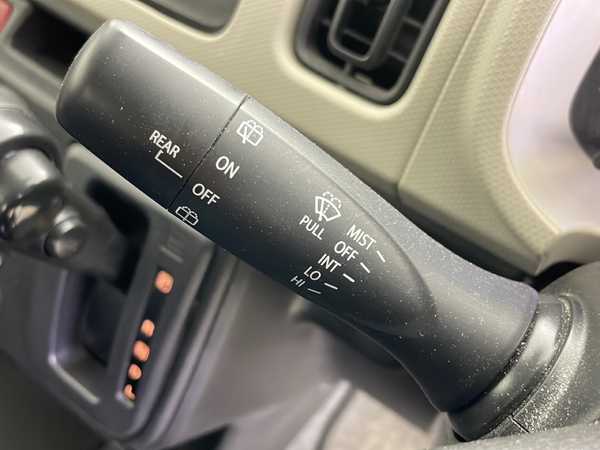 REAR
ON
OFF
PULL
MIST
OFF
INT
LO
HI
P